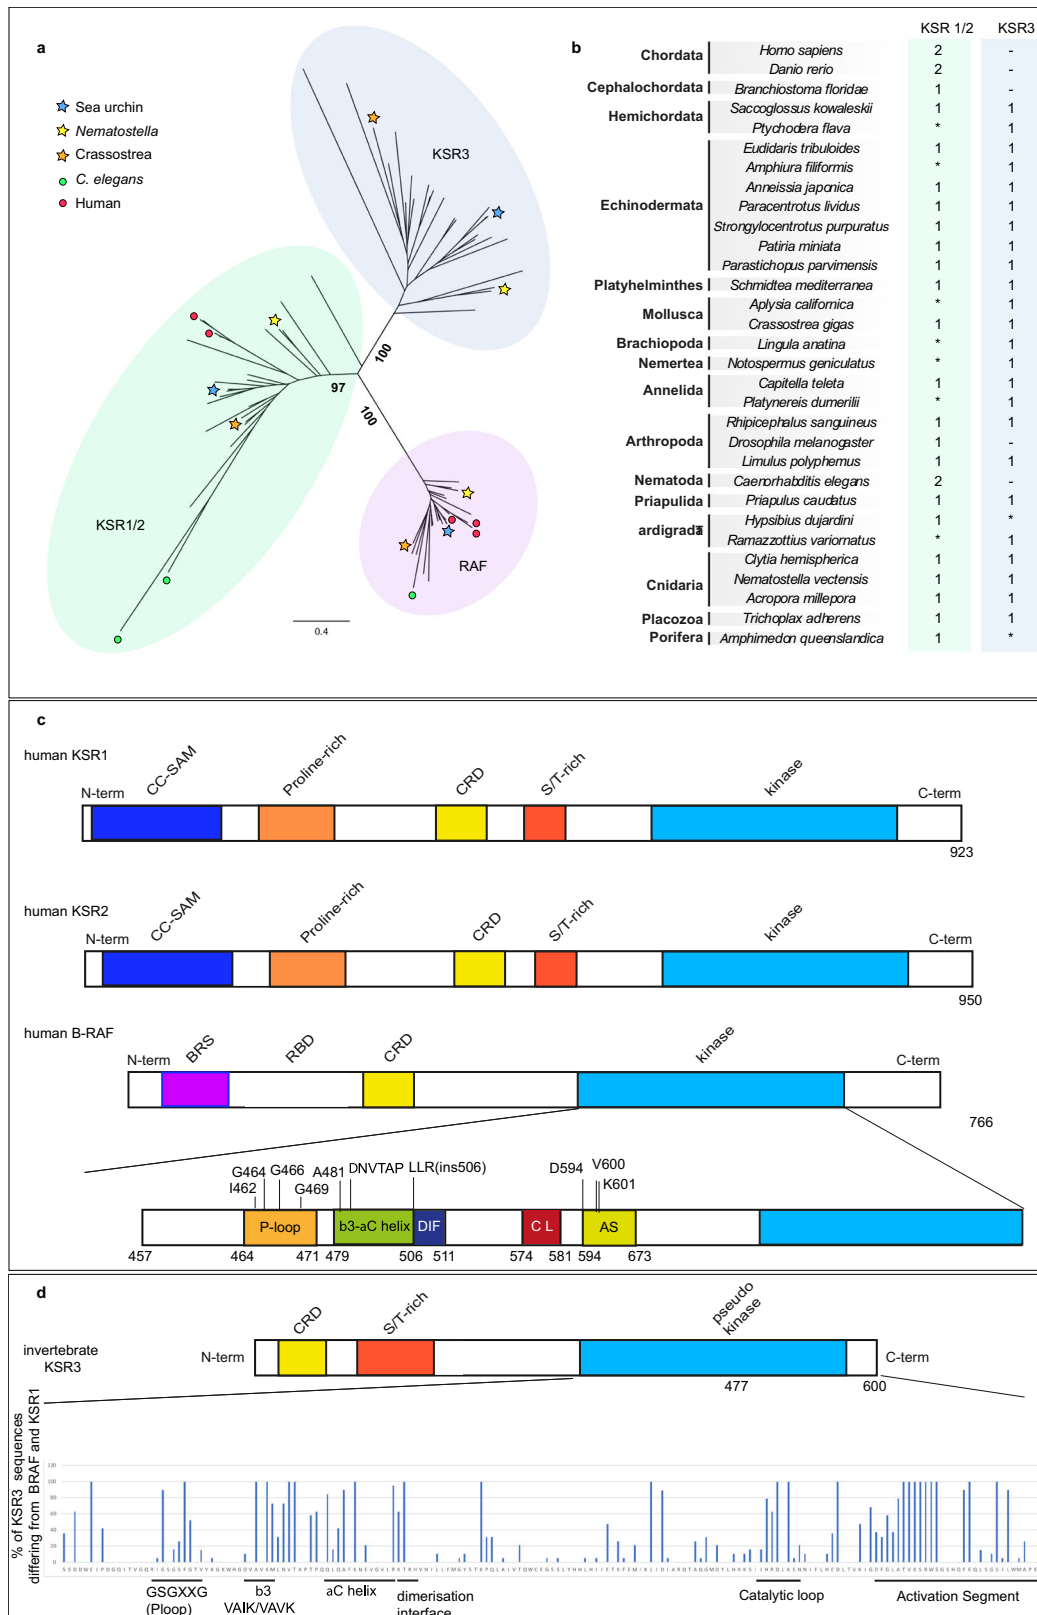 a
Sea urchin
Nematostella
Crassostrea
C. elegans
Human
KSR3
KSR1/2
RAF
100
97
100
0.4
b
KSR 1/2 KSR3
Chordata Homo sapiens 2 -
Danio rerio 2 -
Cephalochordata Branchiostoma floridae 1 -
Hemichordata Saccoglossus kowaleskii 1 1
Ptychodera flava * 1
Echinodermata Eudidaris tribuloides 1 1
Amphiura filiformis * 1
Anneissia japonica 1 1
Paracentrotus lividus 1 1
Strongylocentrotus purpuratus 1 1
Patiria miniata 1 1
Parastichopus parvimensis 1 1
Platyhelminthes Schmidtea mediterranea 1 1
Mollusca Aplysia californica * 1
Crassostrea gigas 1 1
Brachiopoda Lingula anatina * 1
Nemertea Notospermus geniculatus * 1
Annelida Capitella teleta 1 1
Platynereis dumerilii * 1
Arthropoda Rhipicephalus sanguineus 1 1
Drosophila melanogaster 1 -
Limulus polyphemus 1 1
Nematoda Caenorhabditis elegans 2 -
Priapulida Priapulus caudatus 1 1
ardigradT Hypsibius dujardini 1 *
Ramazzottius variornatus * 1
Cnidaria Clytia hemispherica 1 1
Nematostella vectensis 1 1
Acropora millepora 1 1
Placozoa Trichoplax adherens 1 1
Porifera Amphimedon queenslandica 1 *
c
human KSR1
N-term CC-SAM Proline-rich CRD S/T-rich kinase C-term
923
human KSR2
N-term CC-SAM Proline-rich CRD S/T-rich kinase C-term
950
human B-RAF
N-term BRS RBD CRD kinase C-term
766
I462 G464 G466 G469 A481 DNVTAP LLR(ins506) D594 V600 K601
P-loop b3-aC helix DIF C L AS
457 464 471 479 506 511 574 581 594 673
d
invertebrate
KSR3
N-term CRD S/T-rich pseudo
kinase C-term
477 600
% of KSR3 sequences
differing from BRAF and KSR1
120
100
80
60
40
20
0
GSGXXG
(Ploop)
b3
VAIK/VAVK
aC helix
dimerisation
interface
Catalytic loop
Activation Segment